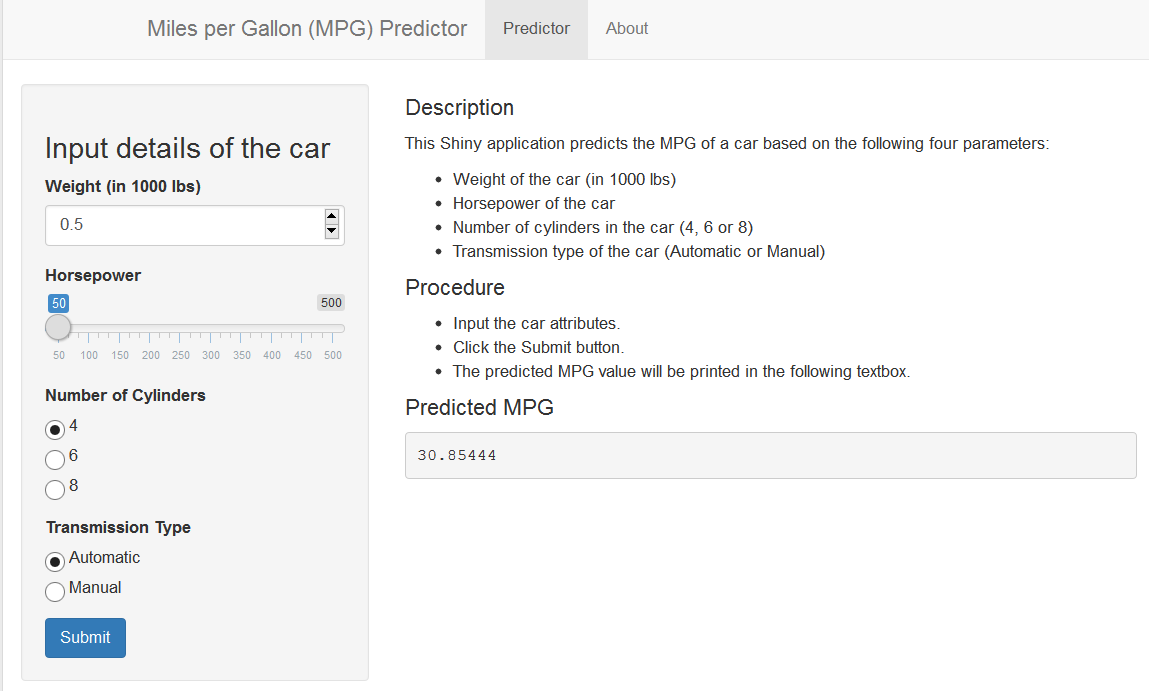 Miles per Gallon (MPG) Predictor Predictor About
Input details of the car
Weight (in 1000 lbs)
0.5
Horsepower
50 500
50 100 150 200 250 300 350 400 450 500
Number of Cylinders
4
6
8
Transmission Type
Automatic
Manual
Submit
Description
This Shiny application predicts the MPG of a car based on the following four parameters:
Weight of the car (in 1000 lbs)
Horsepower of the car
Number of cylinders in the car (4, 6 or 8)
Transmission type of the car (Automatic or Manual)
Procedure
Input the car attributes.
Click the Submit button.
The predicted MPG value will be printed in the following textbox.
Predicted MPG
30.85444